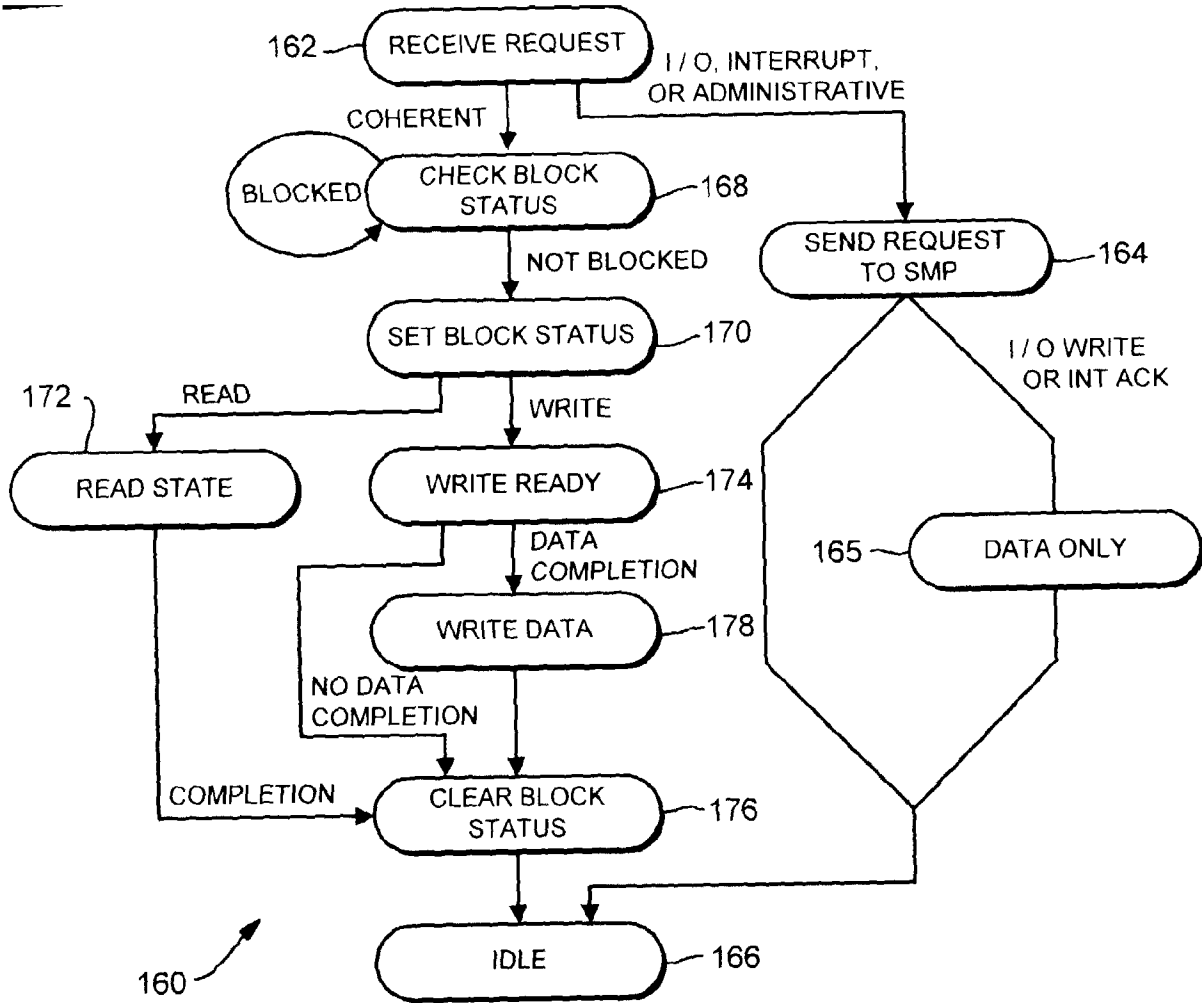 162
RECEIVE REQUEST
I / O, INTERRUPT,
OR ADMINISTRATIVE
COHERENT
BLOCKED
CHECK BLOCK
STATUS
168
SEND REQUEST
TO SMP
164
NOT BLOCKED
SET BLOCK STATUS
170
I / O WRITE
OR INT ACK
172
READ
WRITE
READ STATE
WRITE READY
174
DATA
COMPLETION
165
DATA ONLY
WRITE DATA
178
NO DATA
COMPLETION
COMPLETION
CLEAR BLOCK
STATUS
176
160
IDLE
166